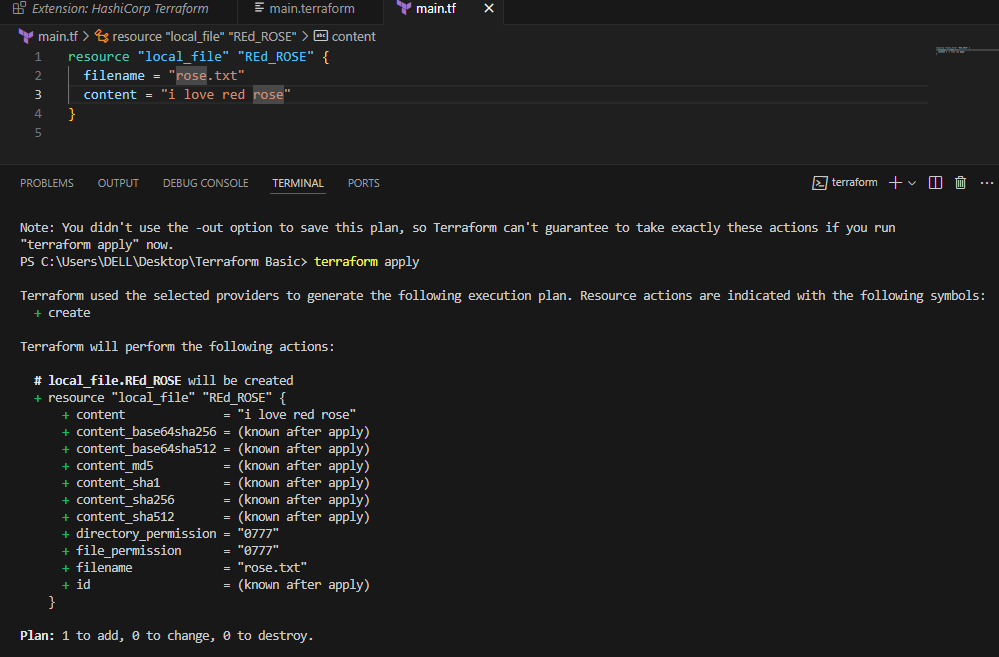 Extension: HashiCorp Terraform main.terraform main.tf
main.tf > resource "local_file" "REd_ROSE" > content
1 resource "local_file" "REd_ROSE" {
2 filename = "rose.txt"
3 content = "i love red rose"
4 }
5
PROBLEMS OUTPUT DEBUG CONSOLE TERMINAL PORTS terraform
Note: You didn't use the -out option to save this plan, so Terraform can't guarantee to take exactly these actions if you run
"terraform apply" now.
PS C:\Users\DELL\Desktop\Terraform Basic> terraform apply
Terraform used the selected providers to generate the following execution plan. Resource actions are indicated with the following symbols:
+ create
Terraform will perform the following actions:
# local_file.REd_ROSE will be created
+ resource "local_file" "REd_ROSE" {
+ content = "i love red rose"
+ content_base64sha256 = (known after apply)
+ content_base64sha512 = (known after apply)
+ content_md5 = (known after apply)
+ content_sha1 = (known after apply)
+ content_sha256 = (known after apply)
+ content_sha512 = (known after apply)
+ directory_permission = "0777"
+ file_permission = "0777"
+ filename = "rose.txt"
+ id = (known after apply)
}
Plan: 1 to add, 0 to change, 0 to destroy.